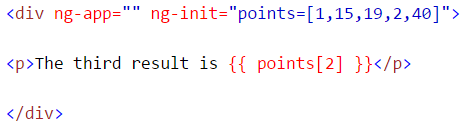 <div ng-app="" ng-init="points=[1,15,19,2,40]">
<p>The third result is {{ points[2] }}</p>
</div>